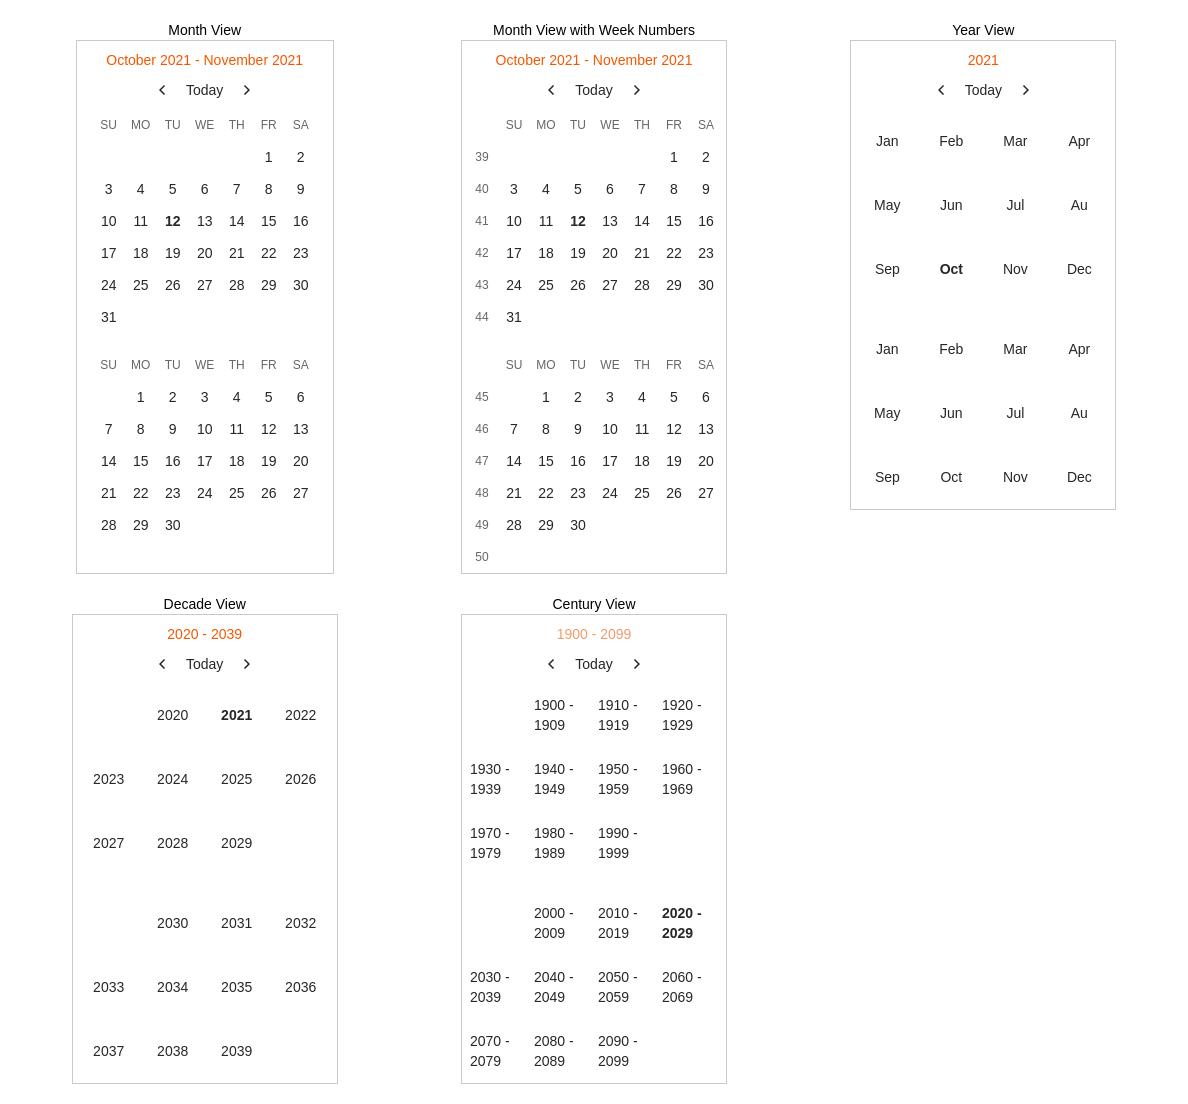 Month View
October 2021 - November 2021
Today
SU MO TU WE TH FR SA
1 2
3 4 5 6 7 8 9
10 11 12 13 14 15 16
17 18 19 20 21 22 23
24 25 26 27 28 29 30
31
SU MO TU WE TH FR SA
1 2 3 4 5 6
7 8 9 10 11 12 13
14 15 16 17 18 19 20
21 22 23 24 25 26 27
28 29 30
Month View with Week Numbers
October 2021 - November 2021
Today
SU MO TU WE TH FR SA
39 1 2
40 3 4 5 6 7 8 9
41 10 11 12 13 14 15 16
42 17 18 19 20 21 22 23
43 24 25 26 27 28 29 30
44 31
SU MO TU WE TH FR SA
45 1 2 3 4 5 6
46 7 8 9 10 11 12 13
47 14 15 16 17 18 19 20
48 21 22 23 24 25 26 27
49 28 29 30
50
Year View
2021
Today
Jan Feb Mar Apr
May Jun Jul Au
Sep Oct Nov Dec
Jan Feb Mar Apr
May Jun Jul Au
Sep Oct Nov Dec
Decade View
2020 - 2039
Today
2020 2021 2022
2023 2024 2025 2026
2027 2028 2029
2030 2031 2032
2033 2034 2035 2036
2037 2038 2039
Century View
1900 - 2099
Today
1900 - 1910 - 1920 -
1909 1919 1929
1930 - 1940 - 1950 - 1960 -
1939 1949 1959 1969
1970 - 1980 - 1990 -
1979 1989 1999
2000 - 2010 - 2020 -
2009 2019 2029
2030 - 2040 - 2050 - 2060 -
2039 2049 2059 2069
2070 - 2080 - 2090 -
2079 2089 2099